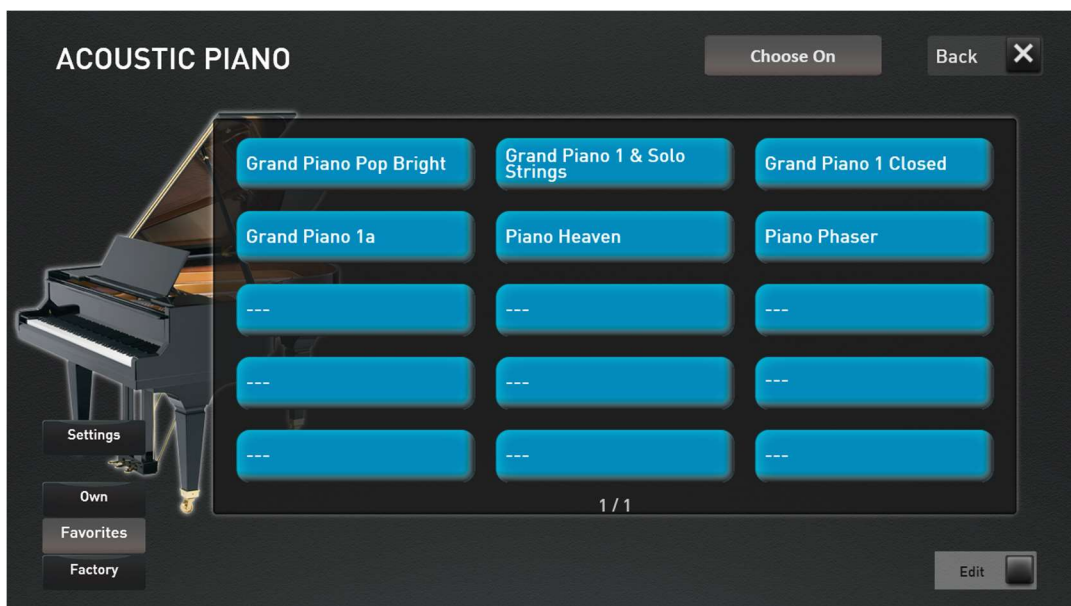 ACOUSTIC PIANO
Choose On
Back
Grand Piano Pop Bright
Grand Piano 1 & Solo
Strings
Grand Piano 1 Closed
Grand Piano 1a
Piano Heaven
Piano Phaser
---
---
---
---
---
---
---
---
---
1 / 1
Settings
Own
Favorites
Factory
Edit